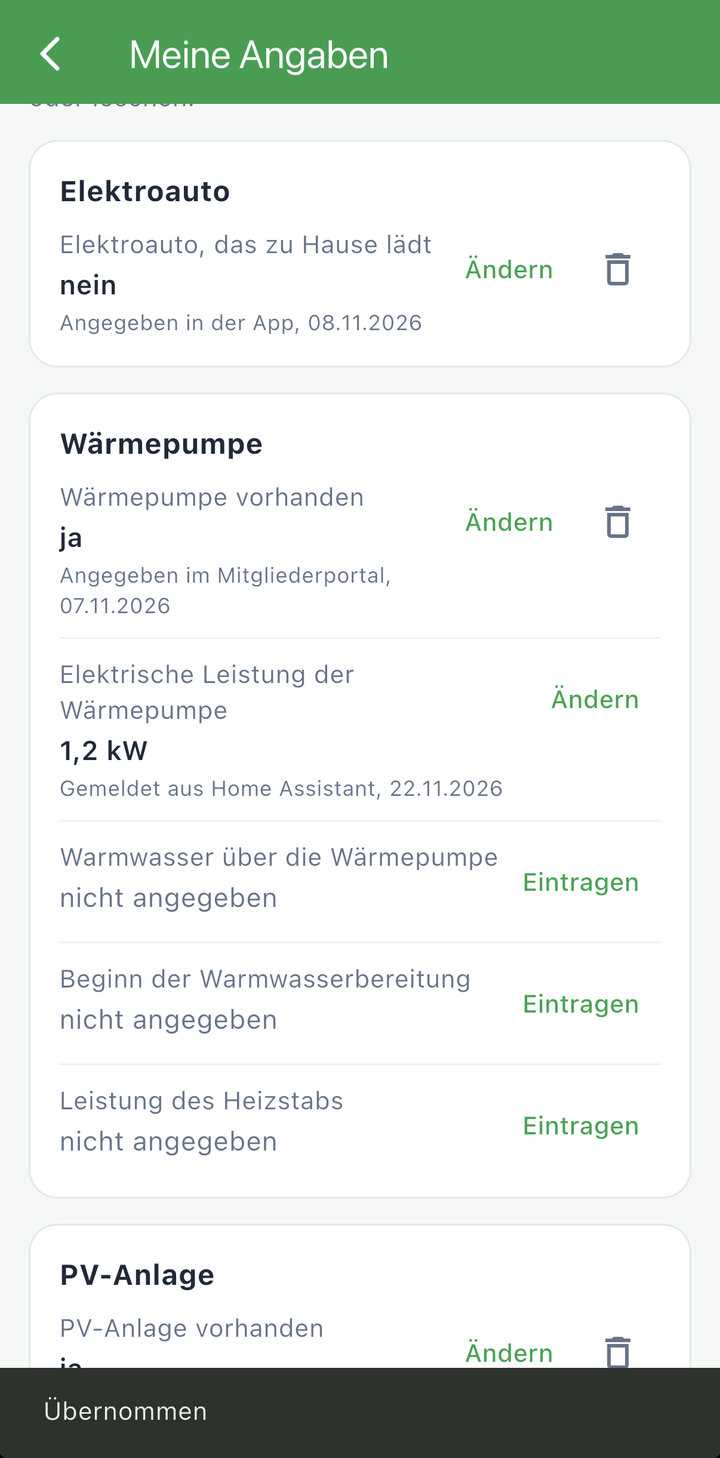 Meine Angaben
oder löschen.
Elektroauto
Elektroauto, das zu Hause lädt
nein
Angegeben in der App, 08.11.2026
Ändern
Wärmepumpe
Wärmepumpe vorhanden
ja
Angegeben im Mitgliederportal,
07.11.2026
Ändern
Elektrische Leistung der
Wärmepumpe
1,2 kW
Gemeldet aus Home Assistant, 22.11.2026
Ändern
Warmwasser über die Wärmepumpe
nicht angegeben
Eintragen
Beginn der Warmwasserbereitung
nicht angegeben
Eintragen
Leistung des Heizstabs
nicht angegeben
Eintragen
PV-Anlage
PV-Anlage vorhanden
ja
Ändern
Übernommen